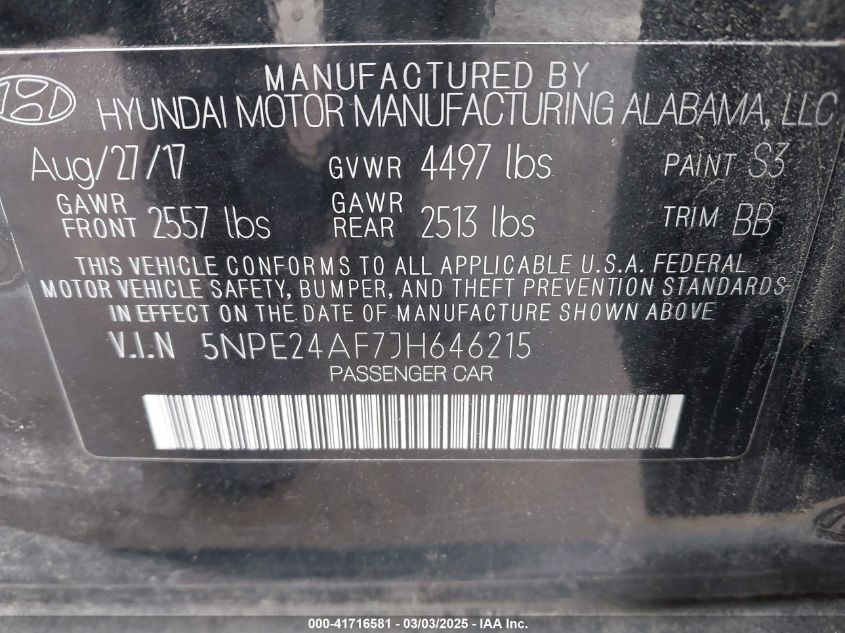 MANUFACTURED BY
HYUNDAI MOTOR MANUFACTURING ALABAMA, LLC
Aug/27/17 GVWR 4497 lbs PAINT S3
GAWR FRONT 2557 lbs GAWR REAR 2513 lbs TRIM BB
THIS VEHICLE CONFORMS TO ALL APPLICABLE U.S.A. FEDERAL
MOTOR VEHICLE SAFETY, BUMPER, AND THEFT PREVENTION STANDARDS
IN EFFECT ON THE DATE OF MANUFACTURE SHOWN ABOVE.
V.I.N 5NPE24AF7JH646215
PASSENGER CAR
000-41716581 - 03/03/2025 - IAA Inc.